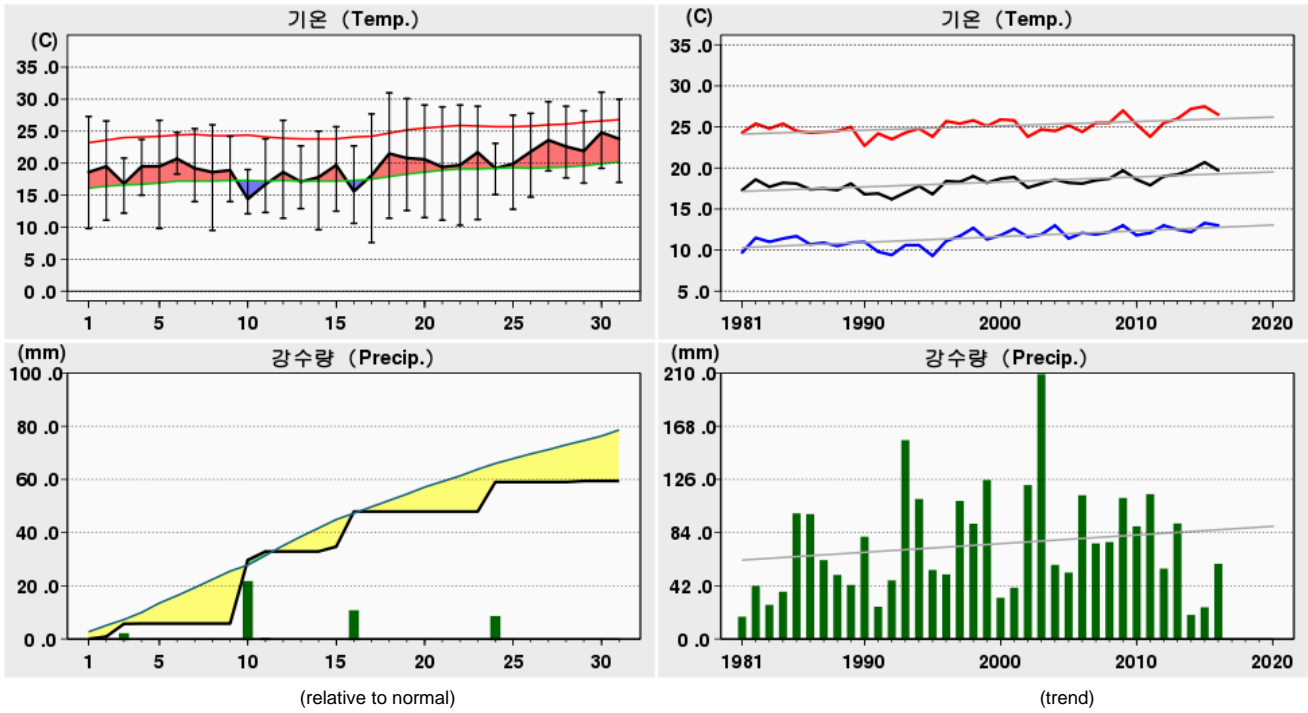 기온 (Temp.)
(C)
35 .0
30 .0
25 .0
20 .0
15 .0
10 .0
5 .0
0 .0
1 5 10 15 20 25 30
기온 (Temp.)
(C)
35 .0
30 .0
25 .0
20 .0
15 .0
10 .0
5 .0
1981 1990 2000 2010 2020
강수량 (Precip.)
(mm)
100 .0
80 .0
60 .0
40 .0
20 .0
0 .0
1 5 10 15 20 25 30
(relative to normal)
강수량 (Precip.)
(mm)
210 .0
168 .0
126 .0
84 .0
42 .0
0 .0
1981 1990 2000 2010 2020
(trend)